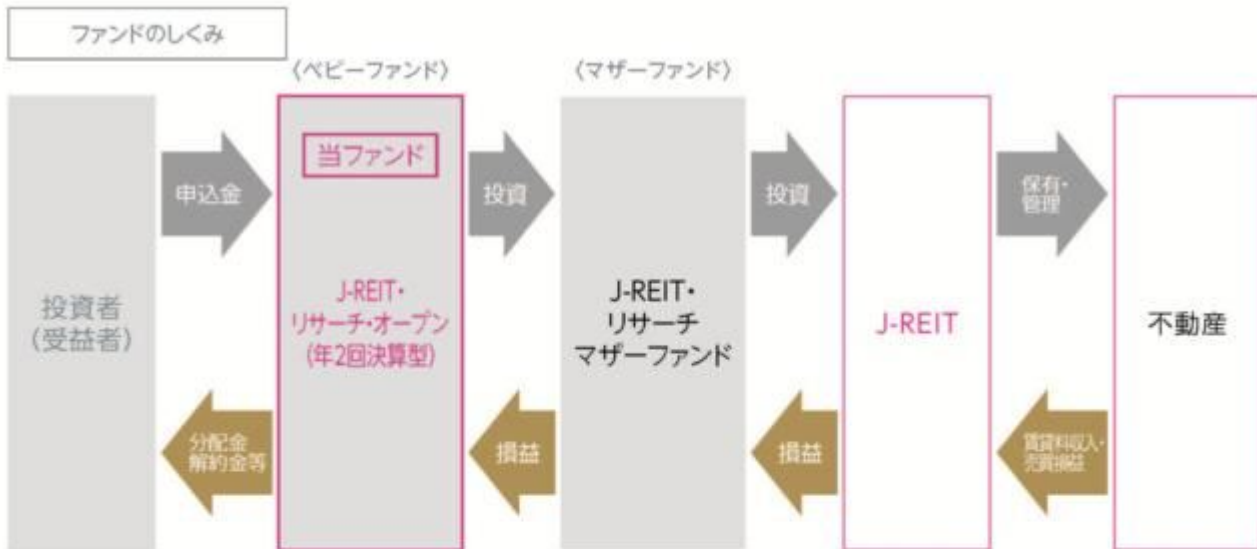 ファンドのしくみ
〈ベビーファンド〉
〈マザーファンド〉
投資者
(受益者)
申込金
分配金
解約金等
当ファンド
J-REIT・
リサーチ・オープン
(年2回決算型)
投資
損益
J-REIT・
リサーチ
マザーファンド
投資
損益
J-REIT
保有・
管理
賃貸料収入・
売買損益
不動産